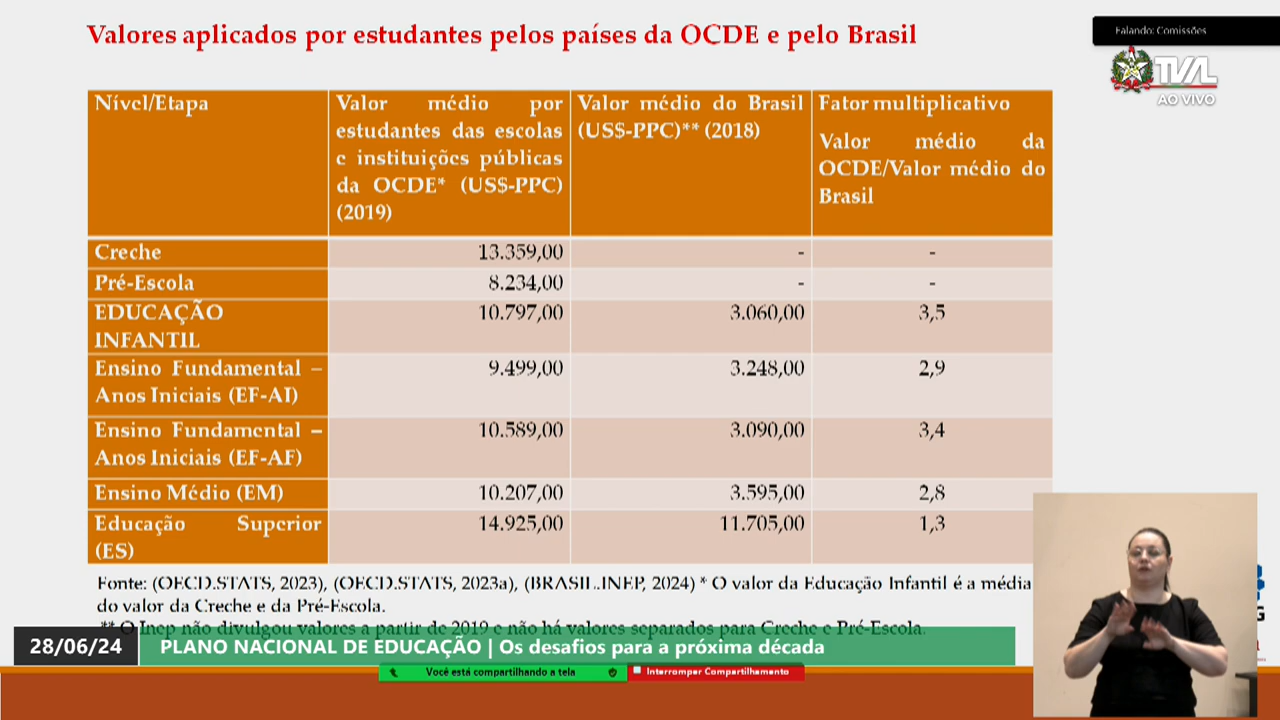 Valores aplicados por estudantes pelos países da OCDE e pelo Brasil
Falando: Comissões
TVAL
AO VIVO
Nível/Etapa
Valor médio por
estudantes das escolas
e instituições públicas
da OCDE* (US$-PPC)
(2019)
Valor médio do Brasil
(US$-PPC)** (2018)
Fator multiplicativo
Valor médio da
OCDE/Valor médio do
Brasil
Creche 13.359,00 - -
Pré-Escola 8.234,00 - -
EDUCAÇÃO 10.797,00 3.060,00 3,5
INFANTIL
Ensino Fundamental – 9.499,00 3.248,00 2,9
Anos Iniciais (EF-AI)
Ensino Fundamental – 10.589,00 3.090,00 3,4
Anos Iniciais (EF-AF)
Ensino Médio (EM) 10.207,00 3.595,00 2,8
Educação Superior 14.925,00 11.705,00 1,3
(ES)
Fonte: (OECD.STATS, 2023), (OECD.STATS, 2023a), (BRASIL.INEP, 2024) * O valor da Educação Infantil é a média
do valor da Creche e da Pré-Escola.
** O Inep não divulgou valores a partir de 2019 e não há valores separados para Creche e Pré-Escola.
28/06/24
PLANO NACIONAL DE EDUCAÇÃO | Os desafios para a próxima década
Você está compartilhando a tela
Interromper Compartilhamento